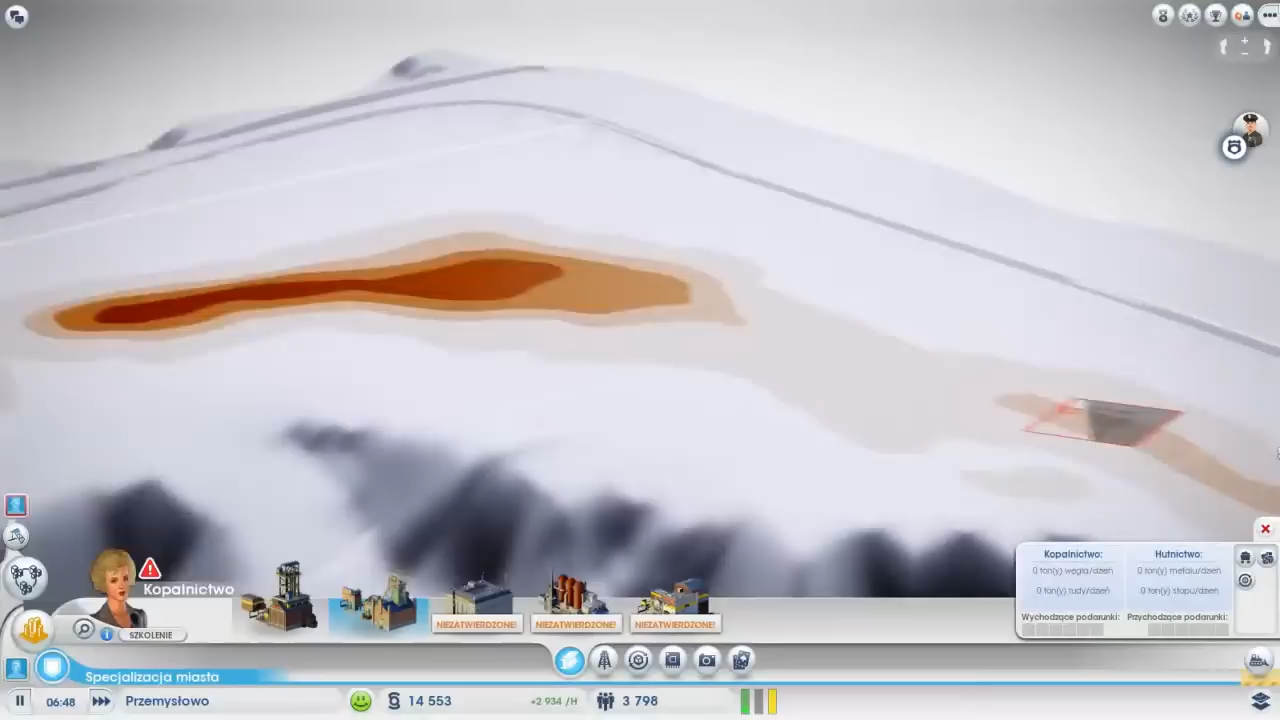 Kopalnictwo
SZKOLENIE
NIEZATWIERDZONE!
NIEZATWIERDZONE!
NIEZATWIERDZONE!
Kopalnictwo:
Hutnictwo:
0 ton(y) węgla/dzień
0 ton(y) metalu/dzień
0 ton(y) rudy/dzień
0 ton(y) stopu/dzień
Wychodzące podarunki:
Przychodzące podarunki:
Specjalizacja miasta
06:48
Przemysłowo
14 553
+2 934 /H
3 798